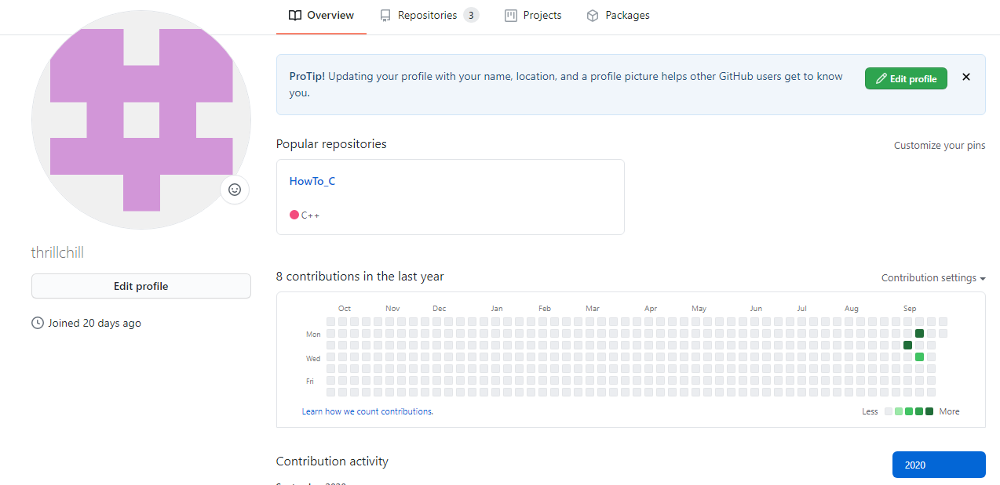 Overview Repositories 3 Projects Packages
ProTip! Updating your profile with your name, location, and a profile picture helps other GitHub users get to know
you.
Edit profile
Popular repositories
Customize your pins
HowTo_C
C++
thrillchill
Edit profile
Joined 20 days ago
8 contributions in the last year
Contribution settings
Oct Nov Dec Jan Feb Mar Apr May Jun Jul Aug Sep
Mon
Wed
Fri
Learn how we count contributions.
Less More
Contribution activity
2020